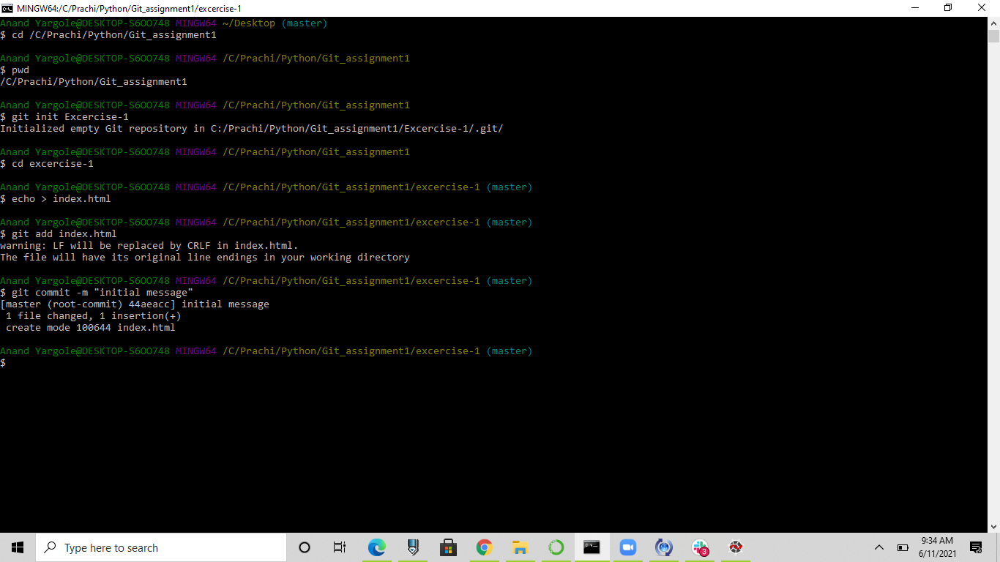 MINGW64:/C/Prachi/Python/Git_assignment1/excercise-1
Anand Yargole@DESKTOP-S6OO748 MINGW64 ~/Desktop (master)
$ cd /C/Prachi/Python/Git_assignment1
Anand Yargole@DESKTOP-S6OO748 MINGW64 /C/Prachi/Python/Git_assignment1
$ pwd
/C/Prachi/Python/Git_assignment1
Anand Yargole@DESKTOP-S6OO748 MINGW64 /C/Prachi/Python/Git_assignment1
$ git init Excercise-1
Initialized empty Git repository in C:/Prachi/Python/Git_assignment1/Excercise-1/.git/
Anand Yargole@DESKTOP-S6OO748 MINGW64 /C/Prachi/Python/Git_assignment1
$ cd excercise-1
Anand Yargole@DESKTOP-S6OO748 MINGW64 /C/Prachi/Python/Git_assignment1/excercise-1 (master)
$ echo > index.html
Anand Yargole@DESKTOP-S6OO748 MINGW64 /C/Prachi/Python/Git_assignment1/excercise-1 (master)
$ git add index.html
warning: LF will be replaced by CRLF in index.html.
The file will have its original line endings in your working directory
Anand Yargole@DESKTOP-S6OO748 MINGW64 /C/Prachi/Python/Git_assignment1/excercise-1 (master)
$ git commit -m "initial message"
[master (root-commit) 44aeacc] initial message
 1 file changed, 1 insertion(+)
 create mode 100644 index.html
Anand Yargole@DESKTOP-S6OO748 MINGW64 /C/Prachi/Python/Git_assignment1/excercise-1 (master)
$
Type here to search
3
9:34 AM
6/11/2021